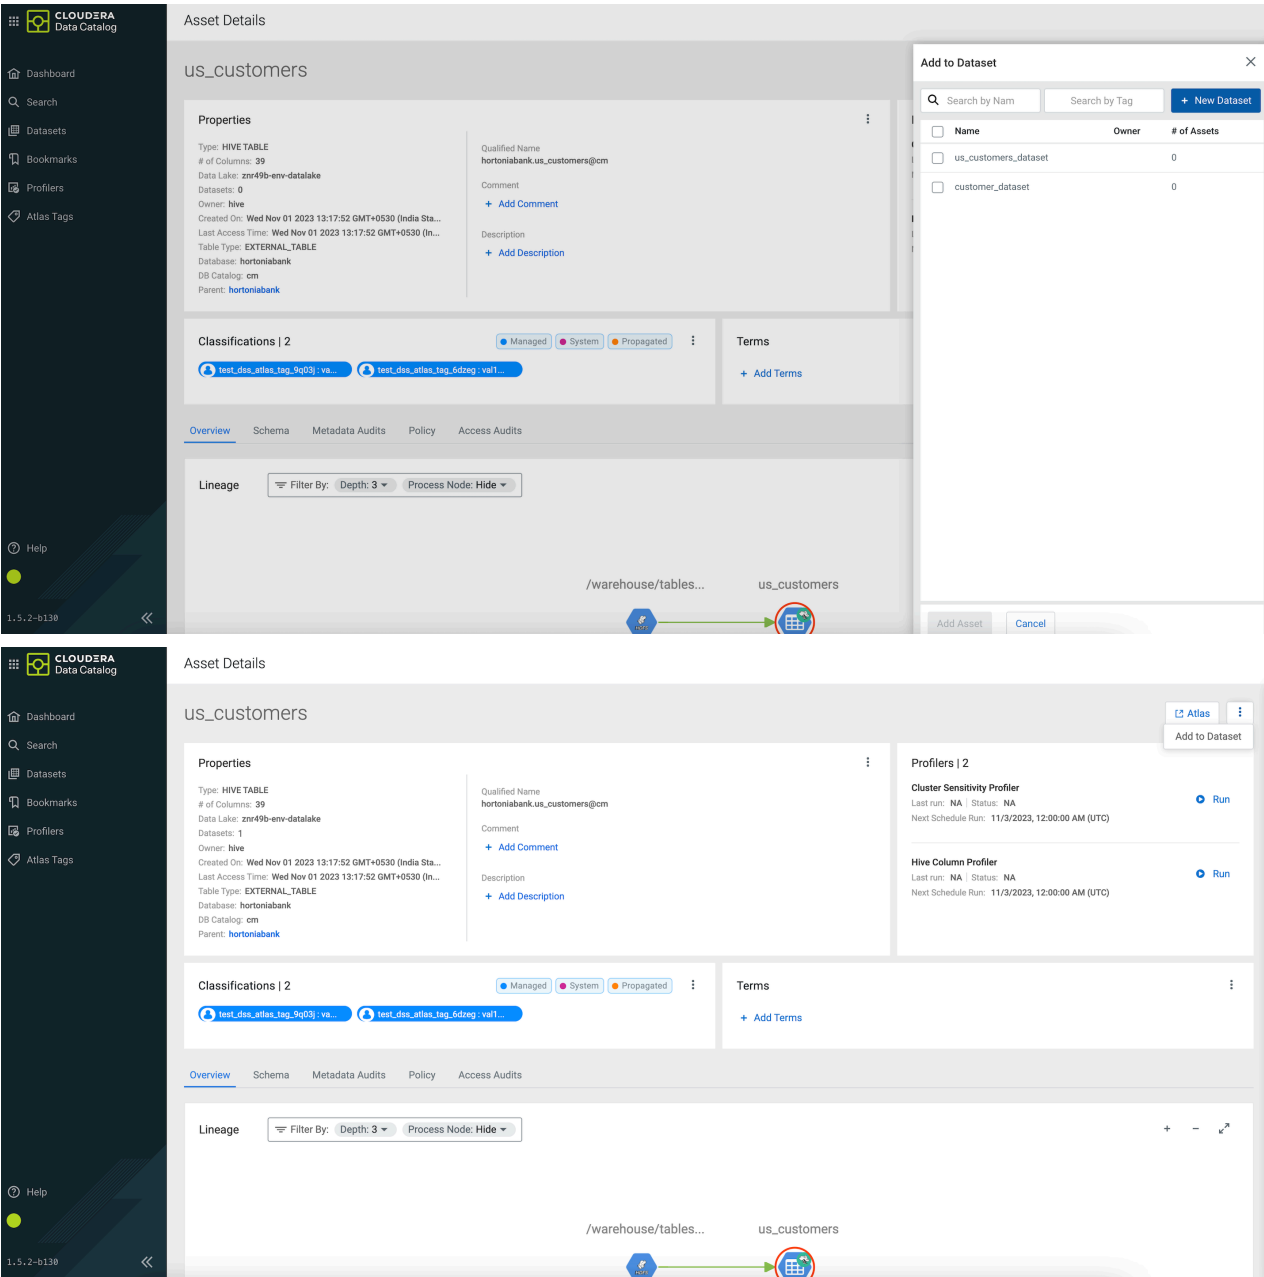 CLOUDERA
Data Catalog
Asset Details
Dashboard
Search
Datasets
Bookmarks
Profilers
Atlas Tags
Help
1.5.2-b130
us_customers
Properties
Type: HIVE TABLE
# of Columns: 39
Data Lake: znr49b-env-datalake
Datasets: 0
Owner: hive
Created On: Wed Nov 01 2023 13:17:52 GMT+0530 (India Sta...
Last Access Time: Wed Nov 01 2023 13:17:52 GMT+0530 (In...
Table Type: EXTERNAL_TABLE
Database: hortoniabank
DB Catalog: cm
Parent: hortoniabank
Qualified Name
hortoniabank.us_customers@cm
Comment
+ Add Comment
Description
+ Add Description
Classifications | 2
Managed
System
Propagated
test_dss_atlas_tag_9q03j : va...
test_dss_atlas_tag_6dzeg : val1...
Terms
+ Add Terms
Overview
Schema
Metadata Audits
Policy
Access Audits
Lineage
Filter By: Depth: 3 Process Node: Hide
/warehouse/tables...
us_customers
HDFS
Add to Dataset
Search by Nam
Search by Tag
+ New Dataset
Name Owner # of Assets
us_customers_dataset 0
customer_dataset 0
Add Asset
Cancel
CLOUDERA
Data Catalog
Asset Details
Dashboard
Search
Datasets
Bookmarks
Profilers
Atlas Tags
Help
1.5.2-b130
us_customers
Atlas
Add to Dataset
Properties
Type: HIVE TABLE
# of Columns: 39
Data Lake: znr49b-env-datalake
Datasets: 1
Owner: hive
Created On: Wed Nov 01 2023 13:17:52 GMT+0530 (India Sta...
Last Access Time: Wed Nov 01 2023 13:17:52 GMT+0530 (In...
Table Type: EXTERNAL_TABLE
Database: hortoniabank
DB Catalog: cm
Parent: hortoniabank
Qualified Name
hortoniabank.us_customers@cm
Comment
+ Add Comment
Description
+ Add Description
Profilers | 2
Cluster Sensitivity Profiler
Last run: NA | Status: NA
Next Schedule Run: 11/3/2023, 12:00:00 AM (UTC)
Run
Hive Column Profiler
Last run: NA | Status: NA
Next Schedule Run: 11/3/2023, 12:00:00 AM (UTC)
Run
Classifications | 2
Managed
System
Propagated
test_dss_atlas_tag_9q03j : va...
test_dss_atlas_tag_6dzeg : val1...
Terms
+ Add Terms
Overview
Schema
Metadata Audits
Policy
Access Audits
Lineage
Filter By: Depth: 3 Process Node: Hide
/warehouse/tables...
us_customers
HDFS